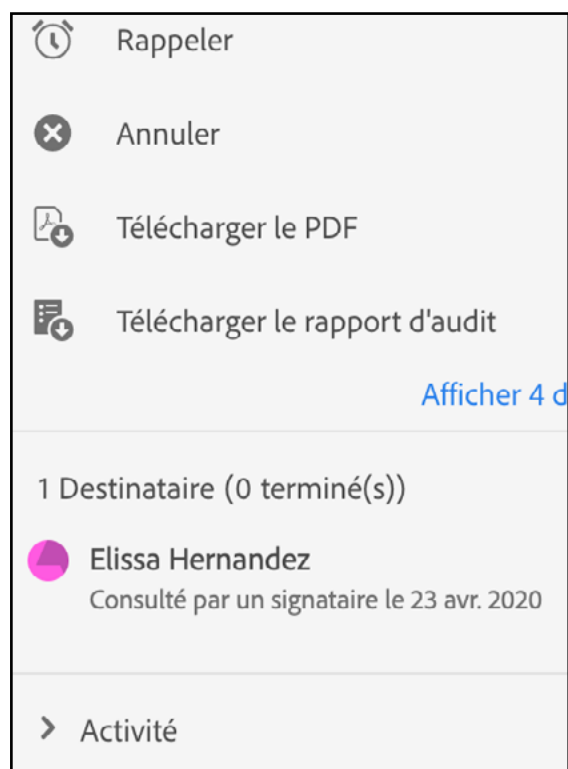 Rappeler
Annuler
Télécharger le PDF
Télécharger le rapport d'audit
Afficher 4 d
1 Destinataire (0 terminé(s))
Elissa Hernandez
Consulté par un signataire le 23 avr. 2020
Activité